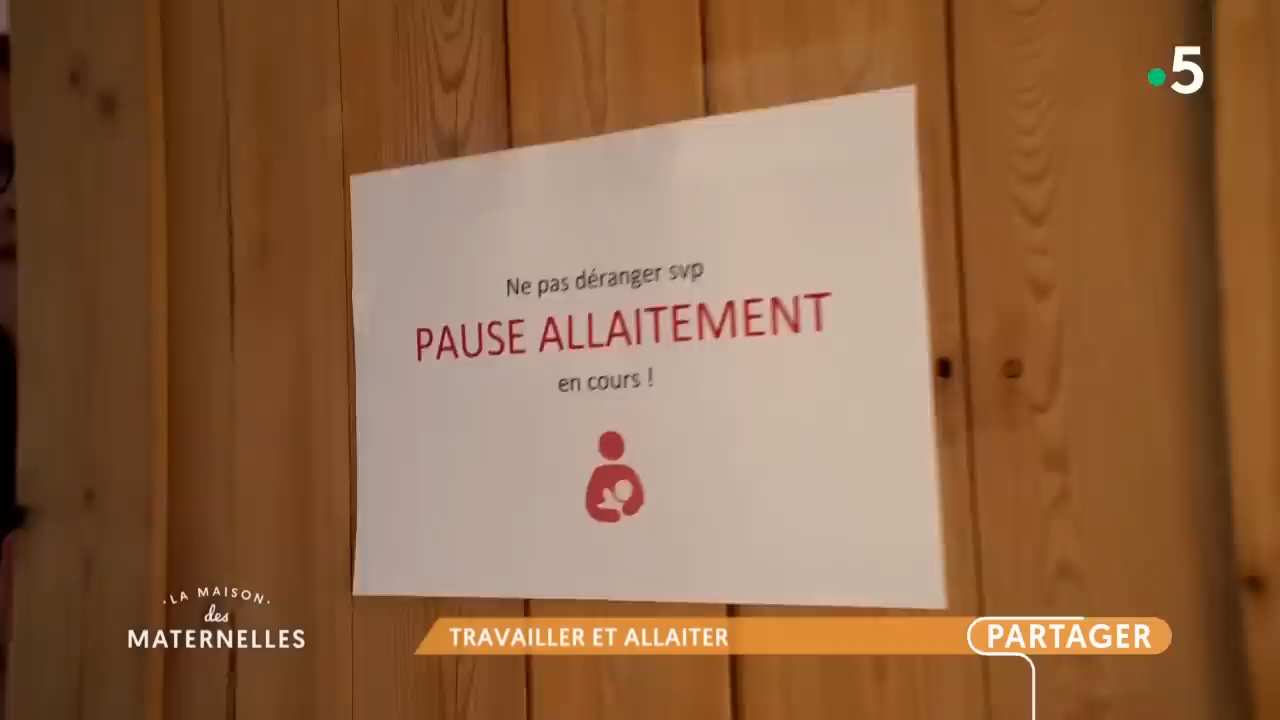 5
Ne pas déranger svp
PAUSE ALLAITEMENT
en cours !
LA MAISON
des
MATERNELLES
TRAVAILLER ET ALLAITER
PARTAGER